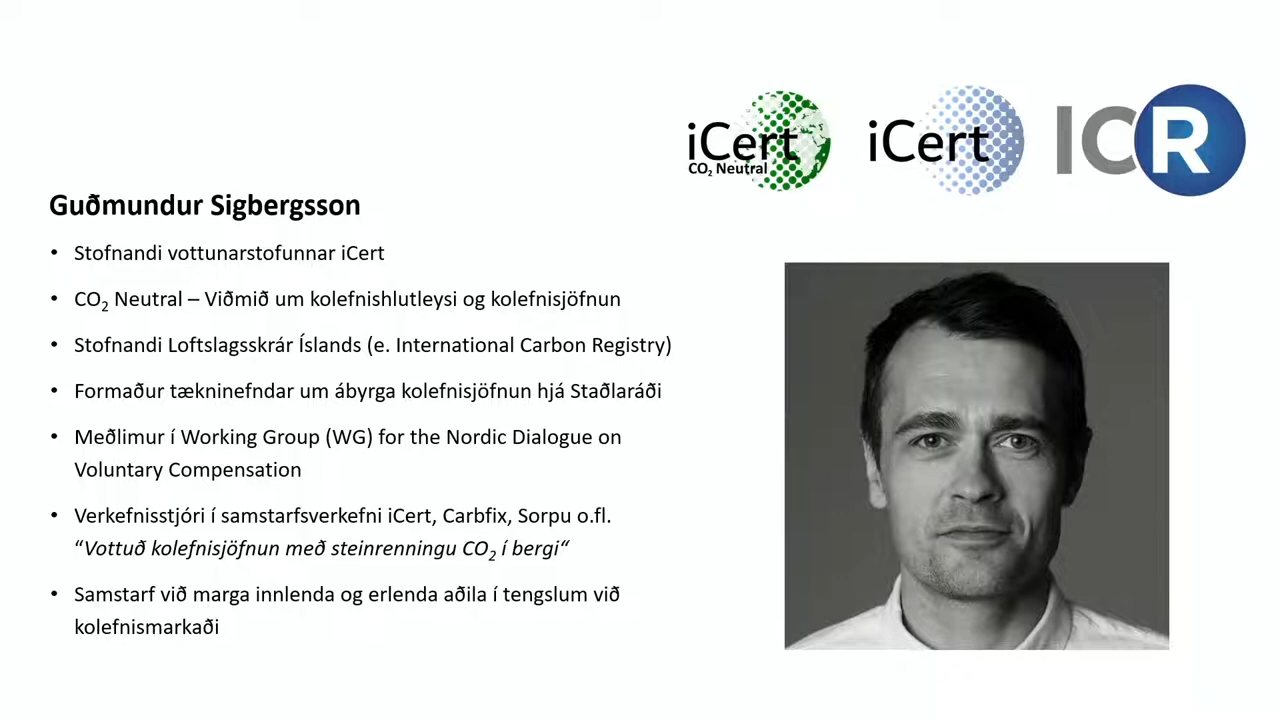 iCert
CO₂ Neutral
iCert
ICR
Guðmundur Sigbergsson
• Stofnandi vottunarstofunnar iCert
• CO₂ Neutral – Viðmið um kolefnishlutleysi og kolefnisjöfnun
• Stofnandi Loftslagsskrár Íslands (e. International Carbon Registry)
• Formaður tækninefndar um ábyrga kolefnisjöfnun hjá Staðlaráði
• Meðlimur í Working Group (WG) for the Nordic Dialogue on
Voluntary Compensation
• Verkefnisstjóri í samstarfsverkefni iCert, Carbfix, Sorpu o.fl.
“Vottuð kolefnisjöfnun með steinrenningu CO₂ í bergi“
• Samstarf við marga innlenda og erlenda aðila í tengslum við
kolefnismarkaði